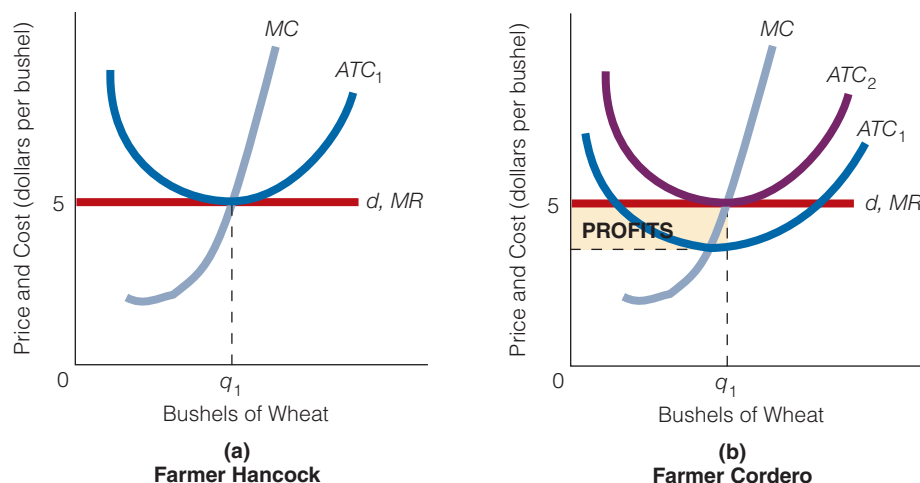 Price and Cost (dollars per bushel)
MC
ATC1
5
d, MR
0
q1
Bushels of Wheat
(a)
Farmer Hancock
Price and Cost (dollars per bushel)
MC
ATC2
ATC1
5
d, MR
PROFITS
0
q1
Bushels of Wheat
(b)
Farmer Cordero